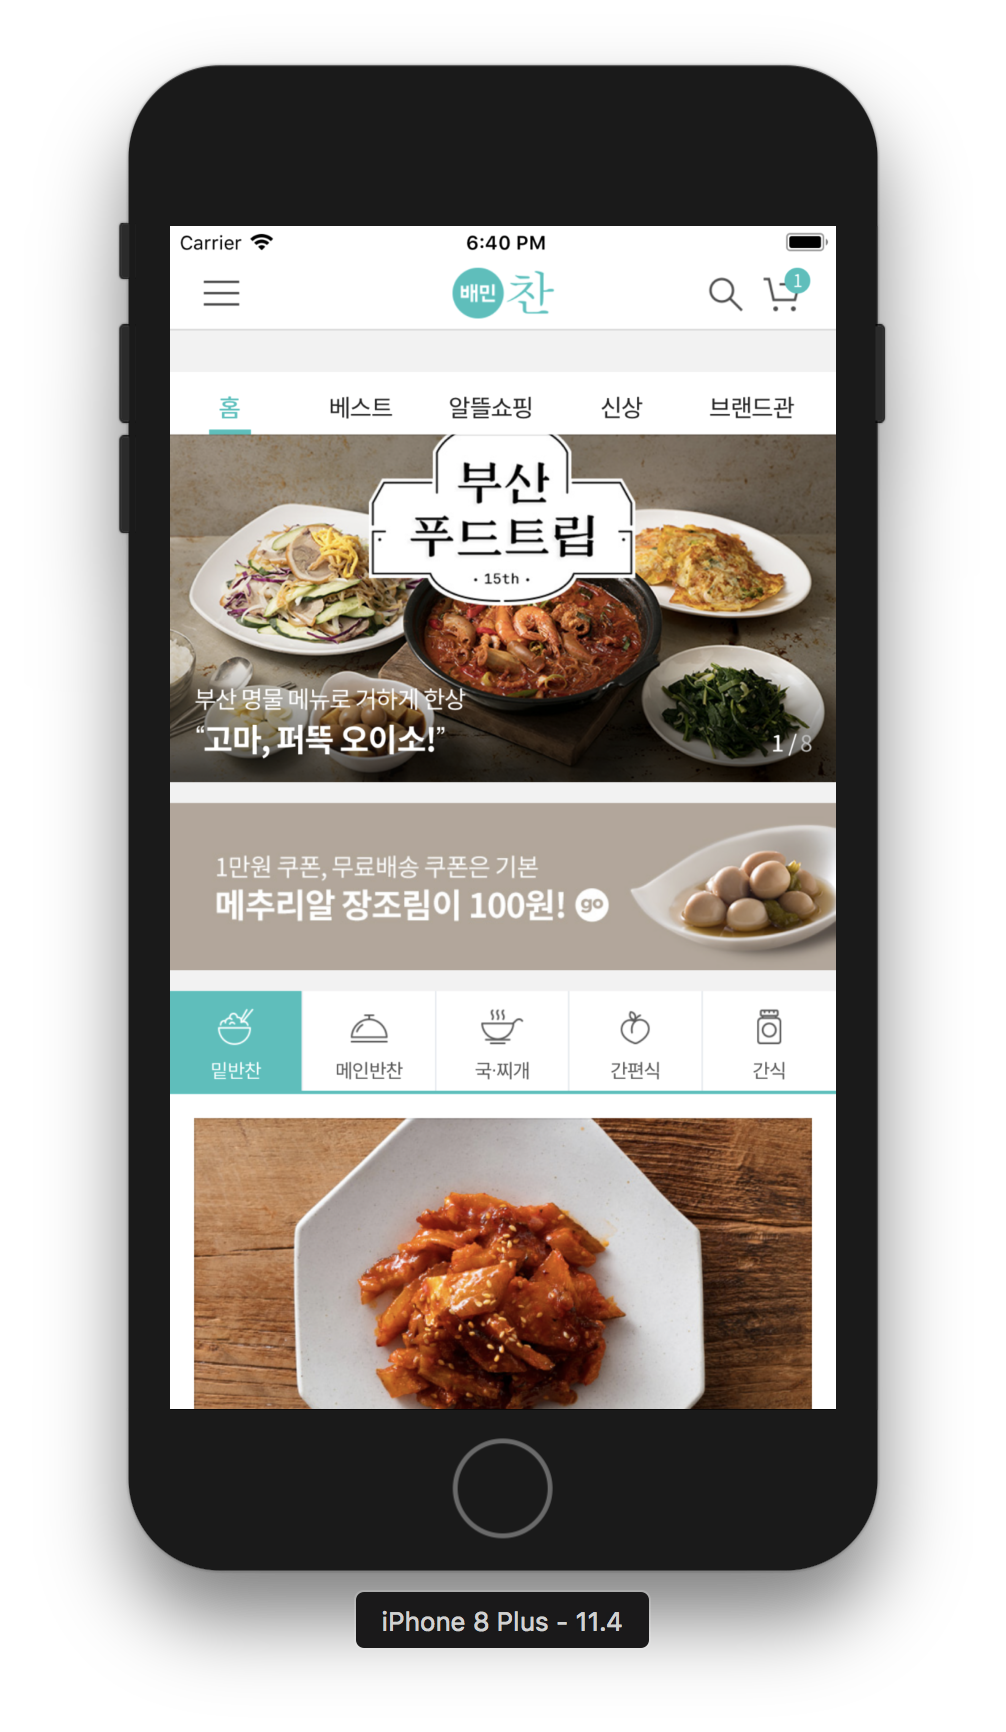 Carrier 6:40 PM
배민 찬 1
홈 베스트 알뜰쇼핑 신상 브랜드관
부산
푸드트립
· 15th ·
부산 명물 메뉴로 거하게 한상
“고마, 퍼뜩 오이소!”
1 / 8
1만원 쿠폰, 무료배송 쿠폰은 기본
메추리알 장조림이 100원! go
밑반찬 메인반찬 국·찌개 간편식 간식
iPhone 8 Plus - 11.4